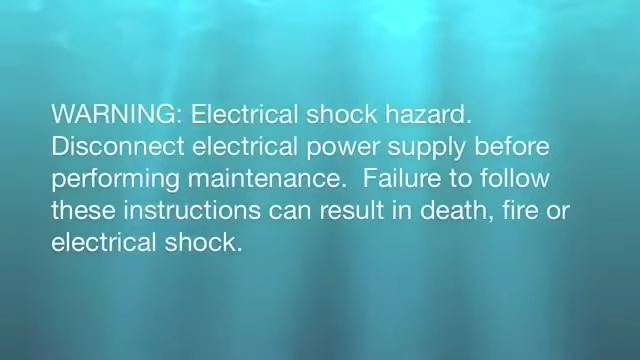 WARNING: Electrical shock hazard.
Disconnect electrical power supply before
performing maintenance.  Failure to follow
these instructions can result in death, fire or
electrical shock.